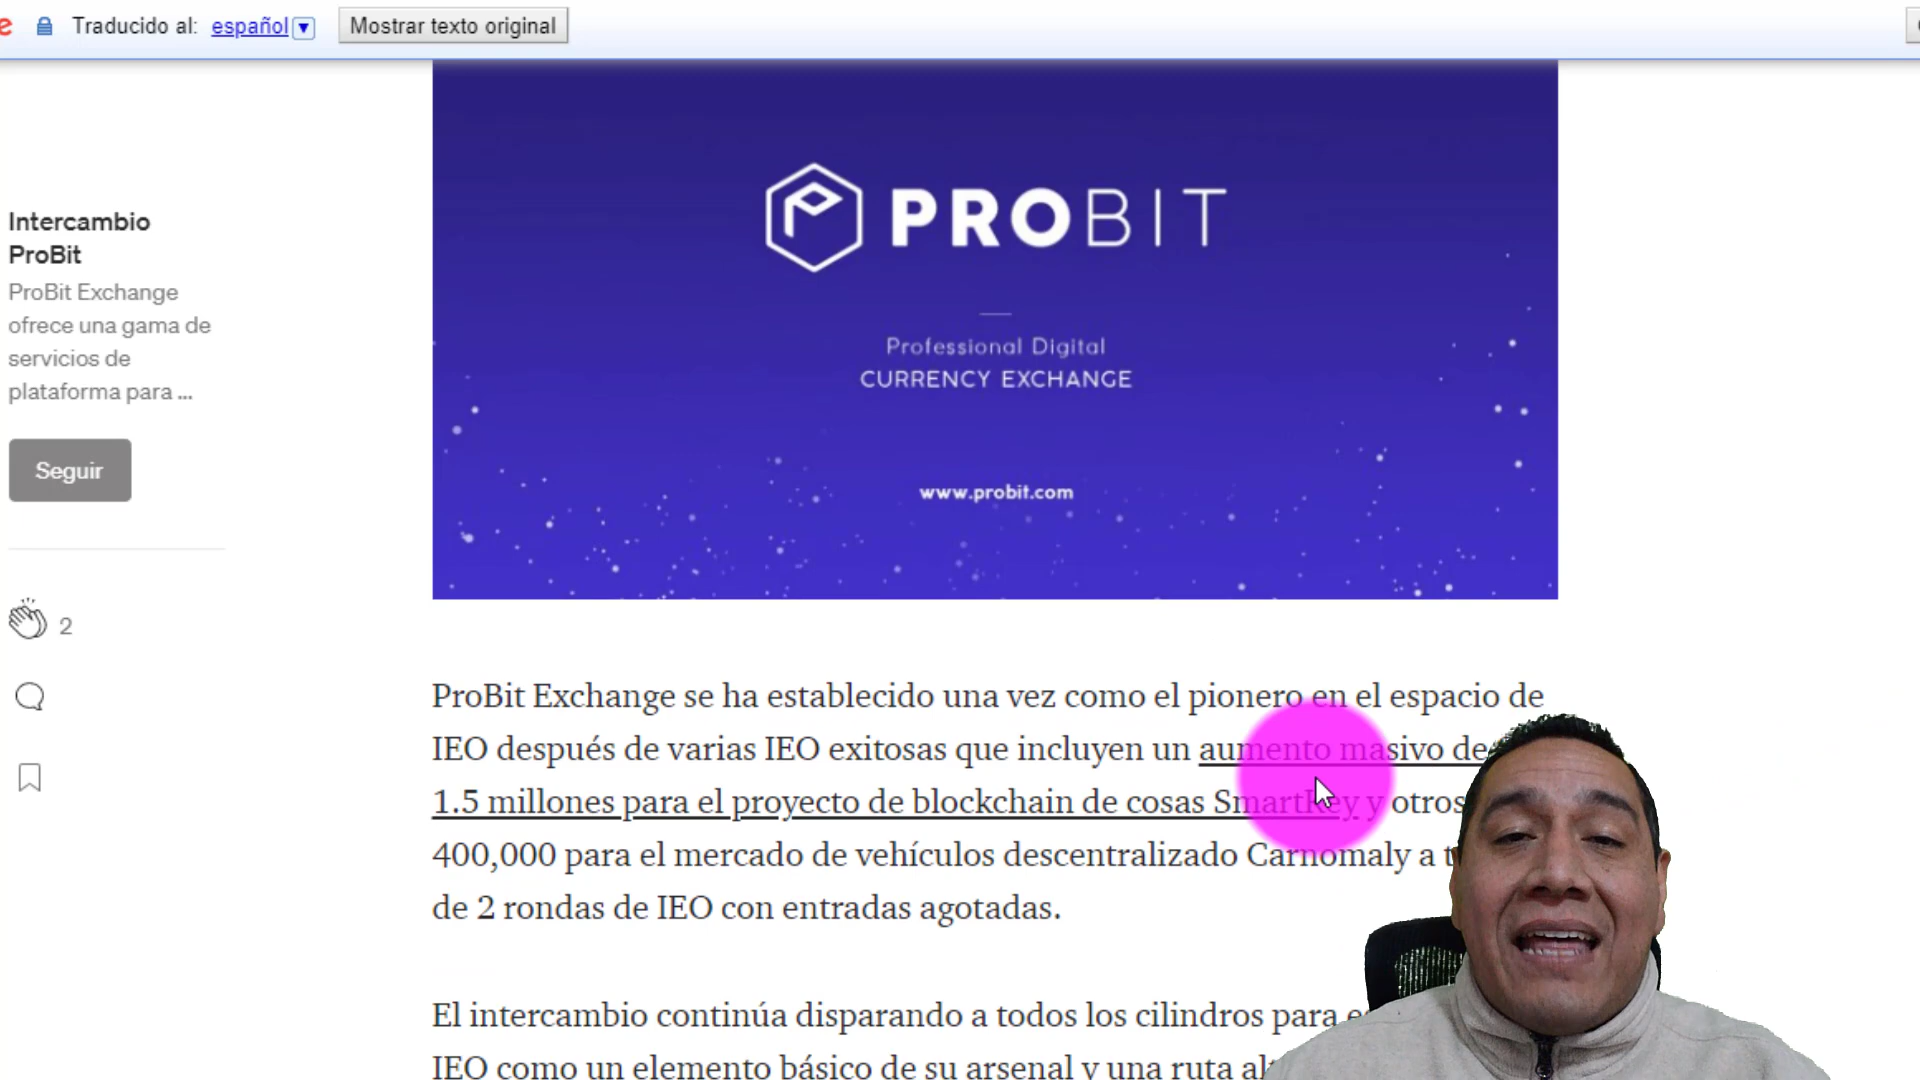 Traducido al: español
Mostrar texto original
Intercambio
ProBit
ProBit Exchange
ofrece una gama de
servicios de
plataforma para ...
Seguir
2
PROBIT
Professional Digital
CURRENCY EXCHANGE
www.probit.com
ProBit Exchange se ha establecido una vez como el pionero en el espacio de
IEO después de varias IEO exitosas que incluyen un aumento masivo de
1.5 millones para el proyecto de blockchain de cosas SmartKey y otros
400,000 para el mercado de vehículos descentralizado Carnomaly a
de 2 rondas de IEO con entradas agotadas.
El intercambio continúa disparando a todos los cilindros para
IEO como un elemento básico de su arsenal y una ruta